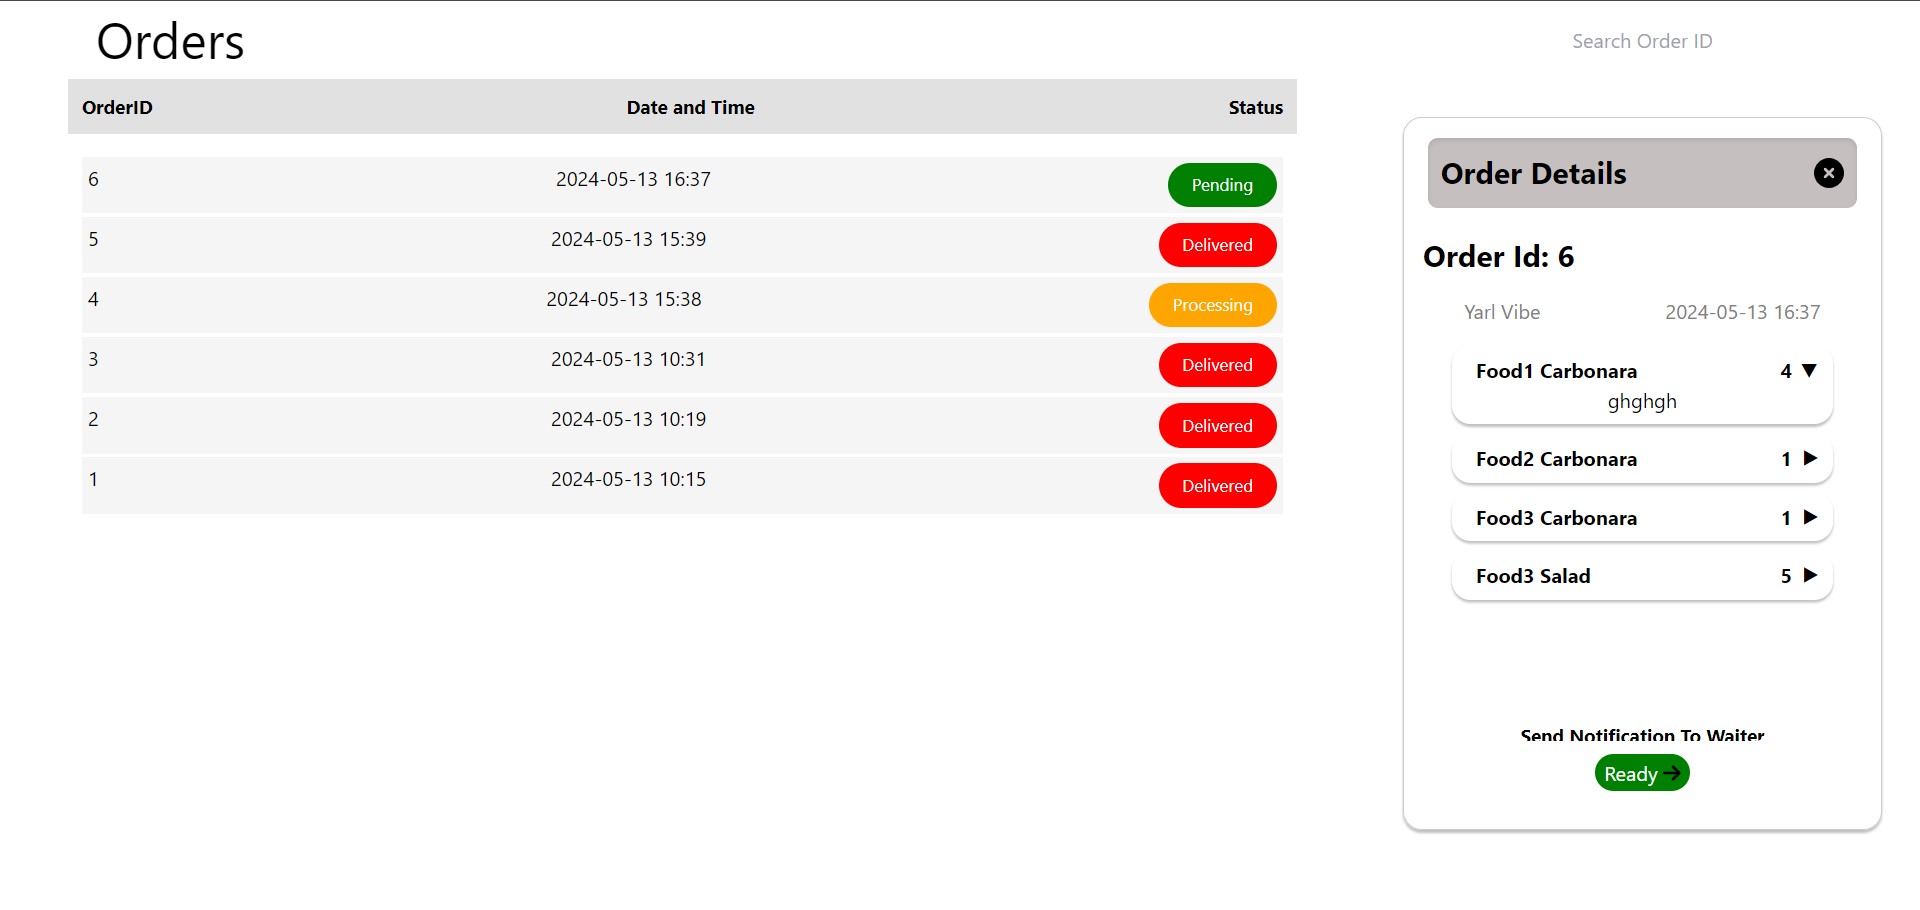 Orders
Search Order ID
OrderID Date and Time Status
6 2024-05-13 16:37 Pending
5 2024-05-13 15:39 Delivered
4 2024-05-13 15:38 Processing
3 2024-05-13 10:31 Delivered
2 2024-05-13 10:19 Delivered
1 2024-05-13 10:15 Delivered
Order Details
Order Id: 6
Yarl Vibe 2024-05-13 16:37
Food1 Carbonara 4
ghghgh
Food2 Carbonara 1
Food3 Carbonara 1
Food3 Salad 5
Send Notification To Waiter
Ready